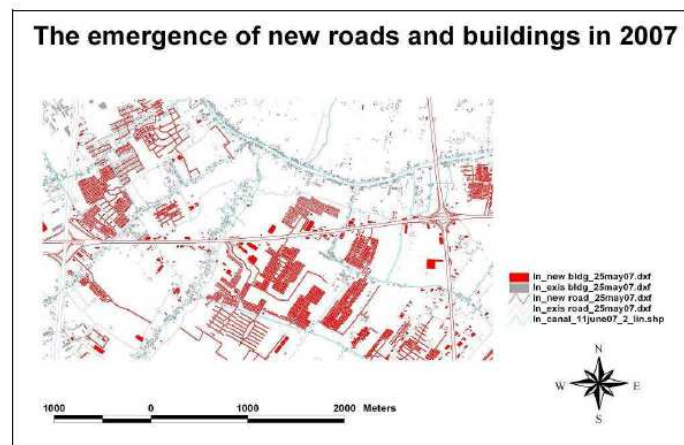 The emergence of new roads and buildings in 2007
ln_new bldg_25may07.dxf
ln_exis bldg_25may07.dxf
ln_new road_25may07.dxf
ln_exis road_25may07.dxf
ln_canal_11june07_2_lin.shp
N
W E
S
1000 0 1000 2000 Meters